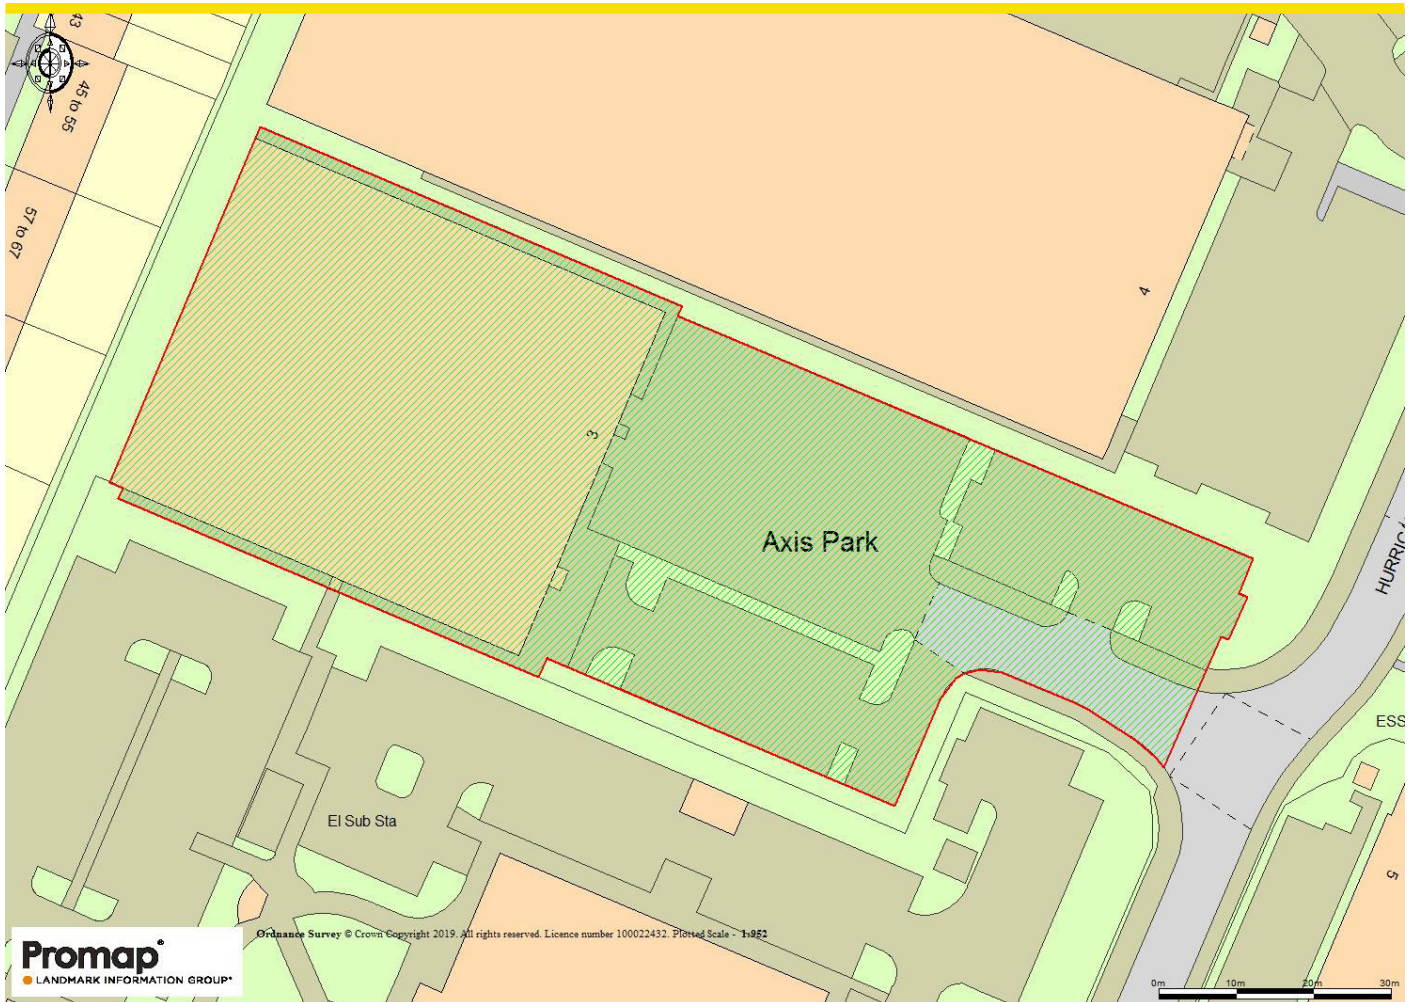 43
45 to 55
57 to 67
4
3
Axis Park
ESS
El Sub Sta
5
Promap®
LANDMARK INFORMATION GROUP®
Ordnance Survey © Crown Copyright 2019. All rights reserved. Licence number 100022432. Plotted Scale - 1:952
0m 10m 20m 30m